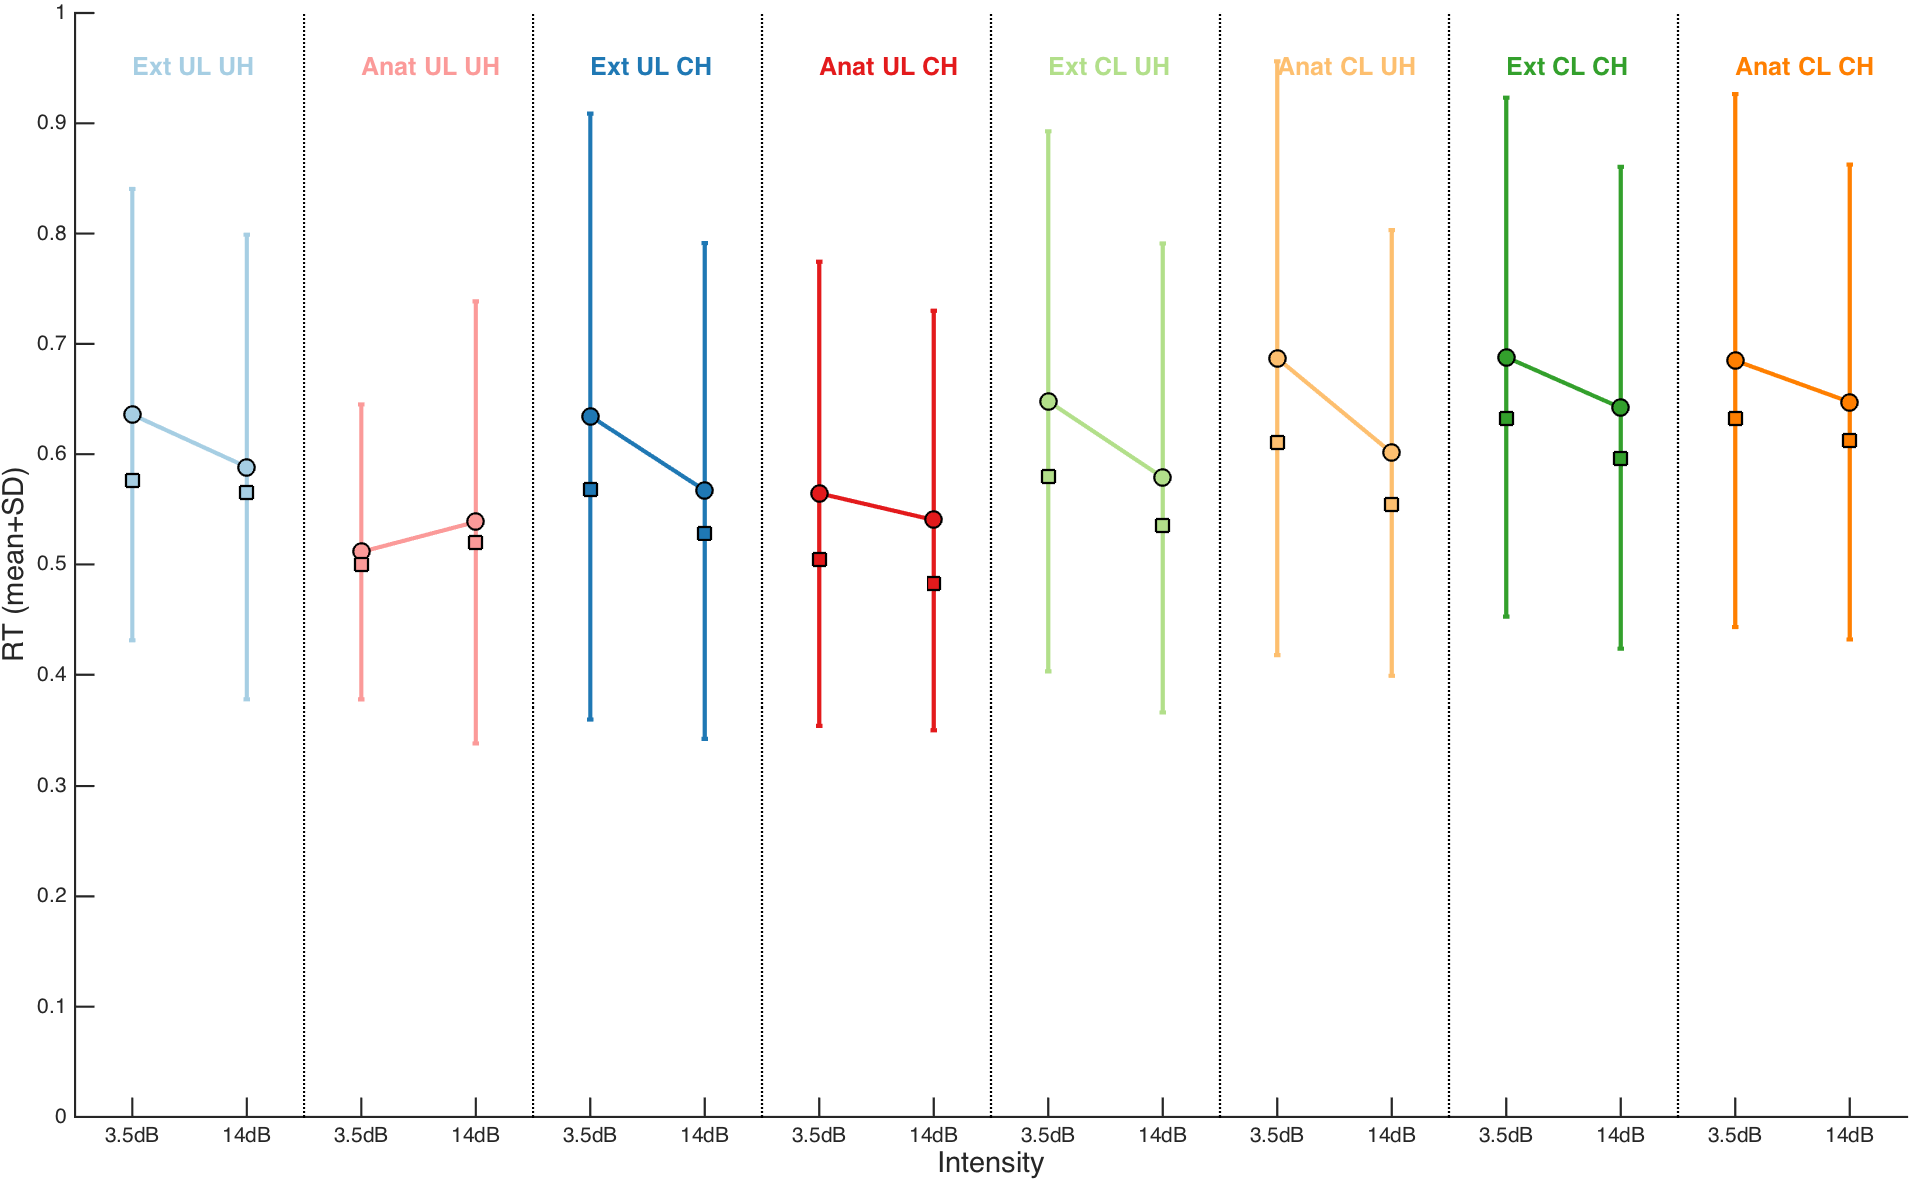 1
Ext UL UH Anat UL UH Ext UL CH Anat UL CH Ext CL UH Anat CL UH Ext CL CH Anat CL CH
0.9
0.8
0.7
0.6
0.5
0.4
0.3
0.2
0.1
0
RT (mean+SD)
3.5dB 14dB 3.5dB 14dB 3.5dB 14dB 3.5dB 14dB 3.5dB 14dB 3.5dB 14dB 3.5dB 14dB 3.5dB 14dB
Intensity